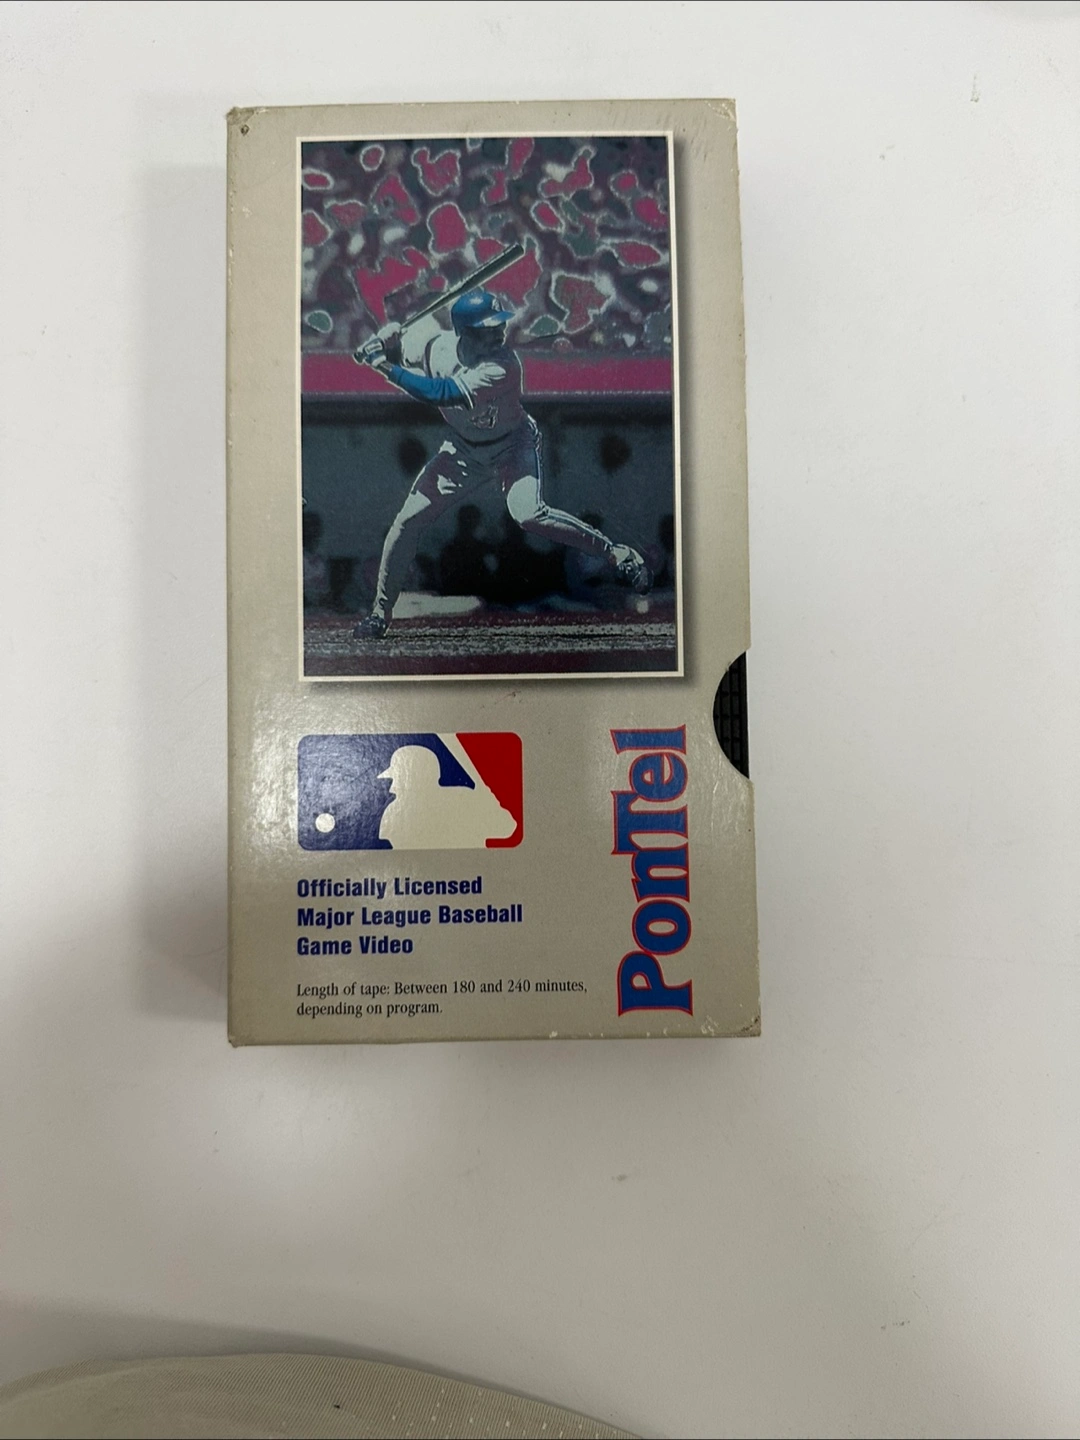 Officially Licensed
Major League Baseball
Game Video
Length of tape: Between 180 and 240 minutes,
depending on program.
PonTel